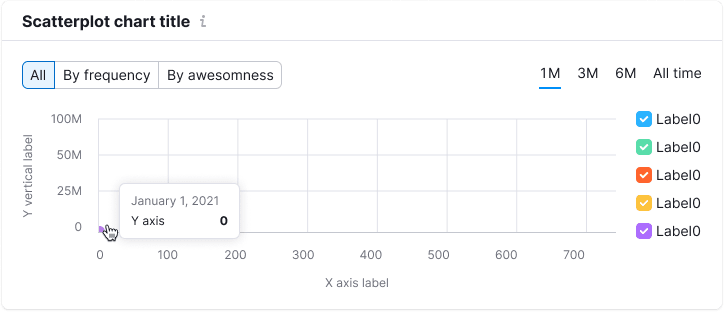 Scatterplot chart title
All By frequency By awesomness
1M 3M 6M All time
Y vertical label
100M
50M
25M
0
January 1, 2021
Y axis 0
0 100 200 300 400 500 600 700
X axis label
Label0
Label0
Label0
Label0
Label0